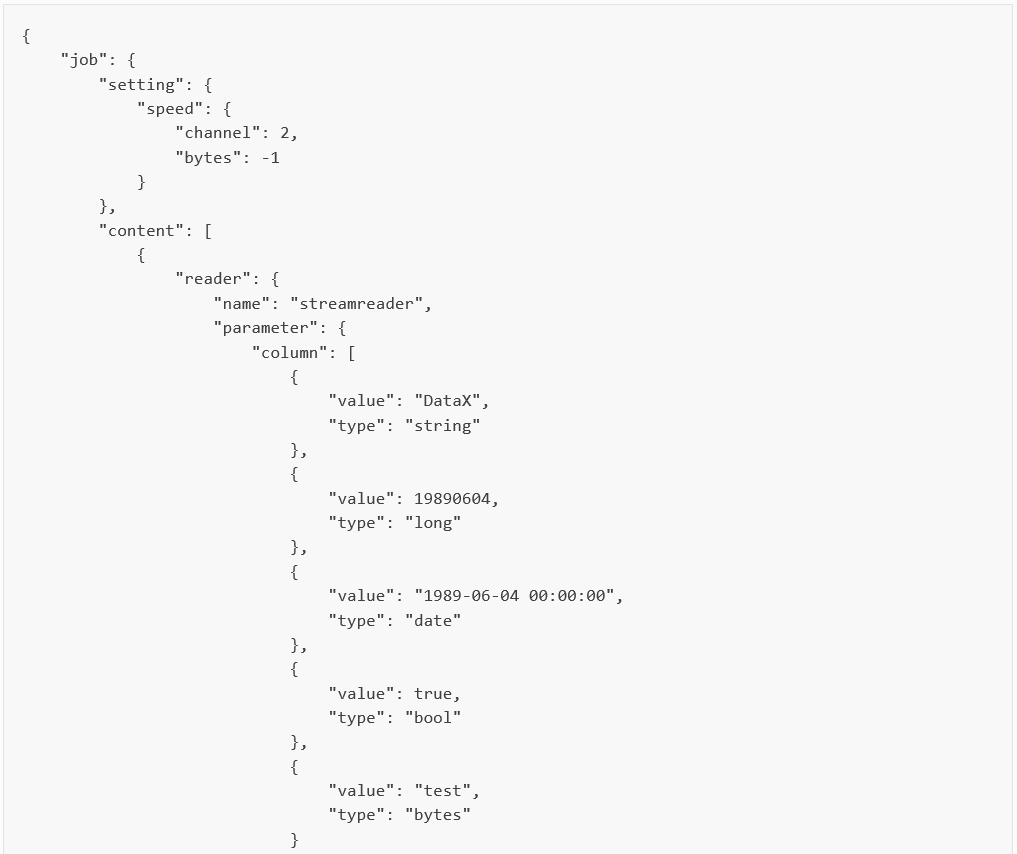 {
    "job": {
        "setting": {
            "speed": {
                "channel": 2,
                "bytes": -1
            }
        },
        "content": [
            {
                "reader": {
                    "name": "streamreader",
                    "parameter": {
                        "column": [
                            {
                                "value": "DataX",
                                "type": "string"
                            },
                            {
                                "value": 19890604,
                                "type": "long"
                            },
                            {
                                "value": "1989-06-04 00:00:00",
                                "type": "date"
                            },
                            {
                                "value": true,
                                "type": "bool"
                            },
                            {
                                "value": "test",
                                "type": "bytes"
                            }